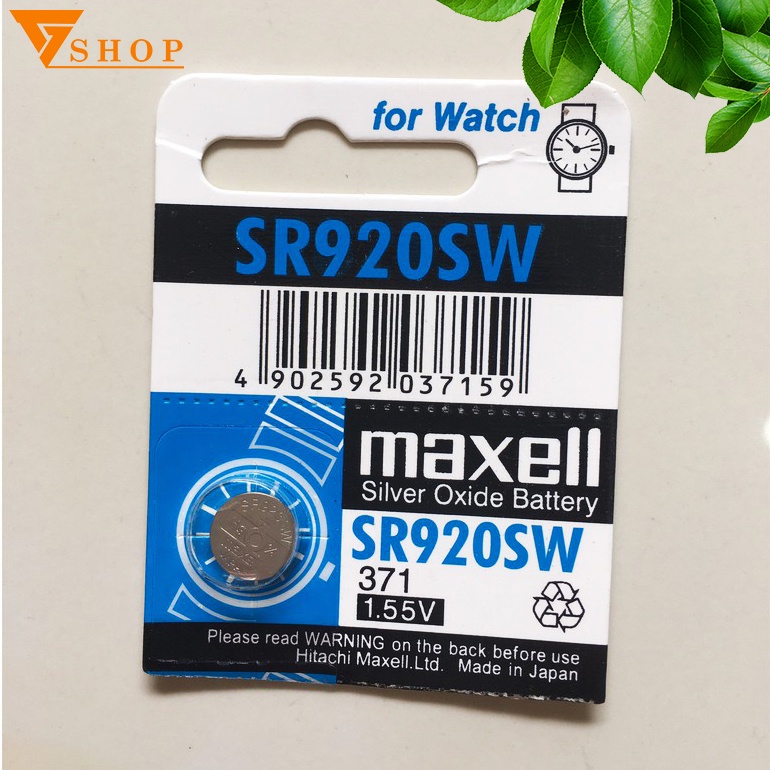 SHOP
for Watch
SR920SW
4 902592 037159
maxell
Silver Oxide Battery
SR920SW
371
1.55V
SR920SW
Please read WARNING on the back before use
Hitachi Maxell.Ltd. Made in Japan